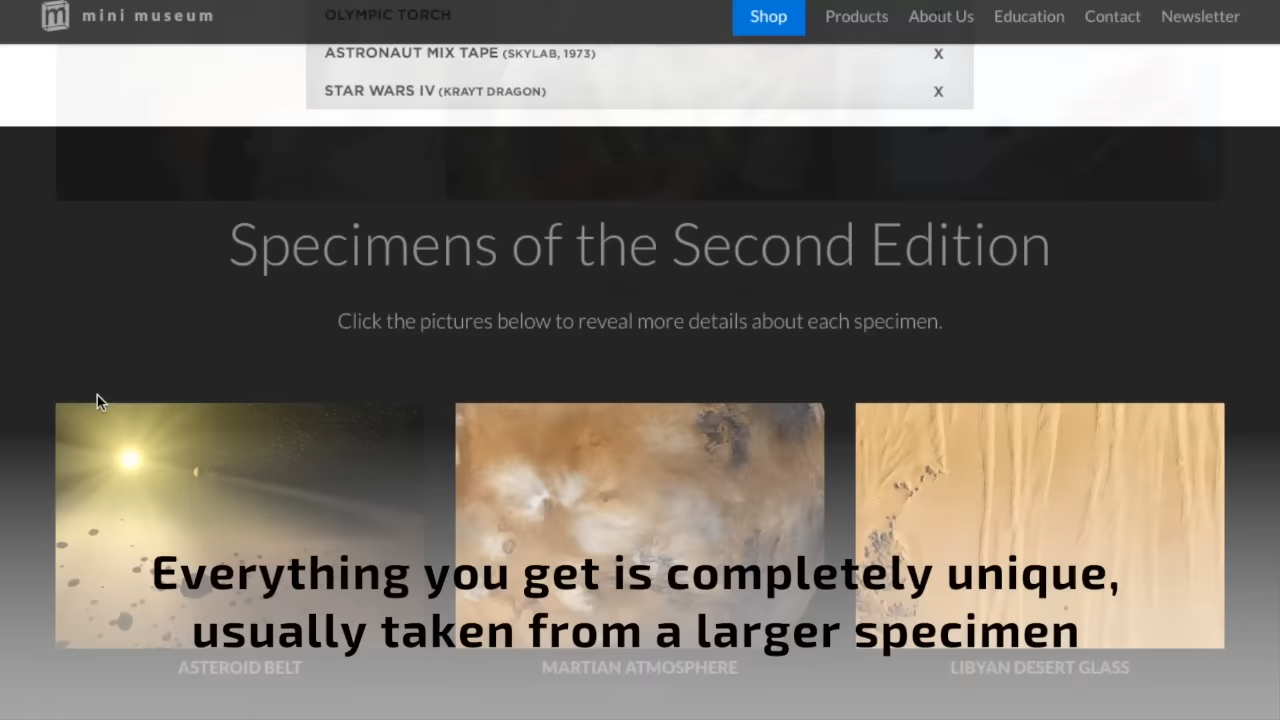 mini museum
Shop Products About Us Education Contact Newsletter
OLYMPIC TORCH
ASTRONAUT MIX TAPE (SKYLAB, 1973) X
STAR WARS IV (KRAYT DRAGON) X
Specimens of the Second Edition
Click the pictures below to reveal more details about each specimen.
Everything you get is completely unique,
usually taken from a larger specimen
ASTEROID BELT MARTIAN ATMOSPHERE LIBYAN DESERT GLASS